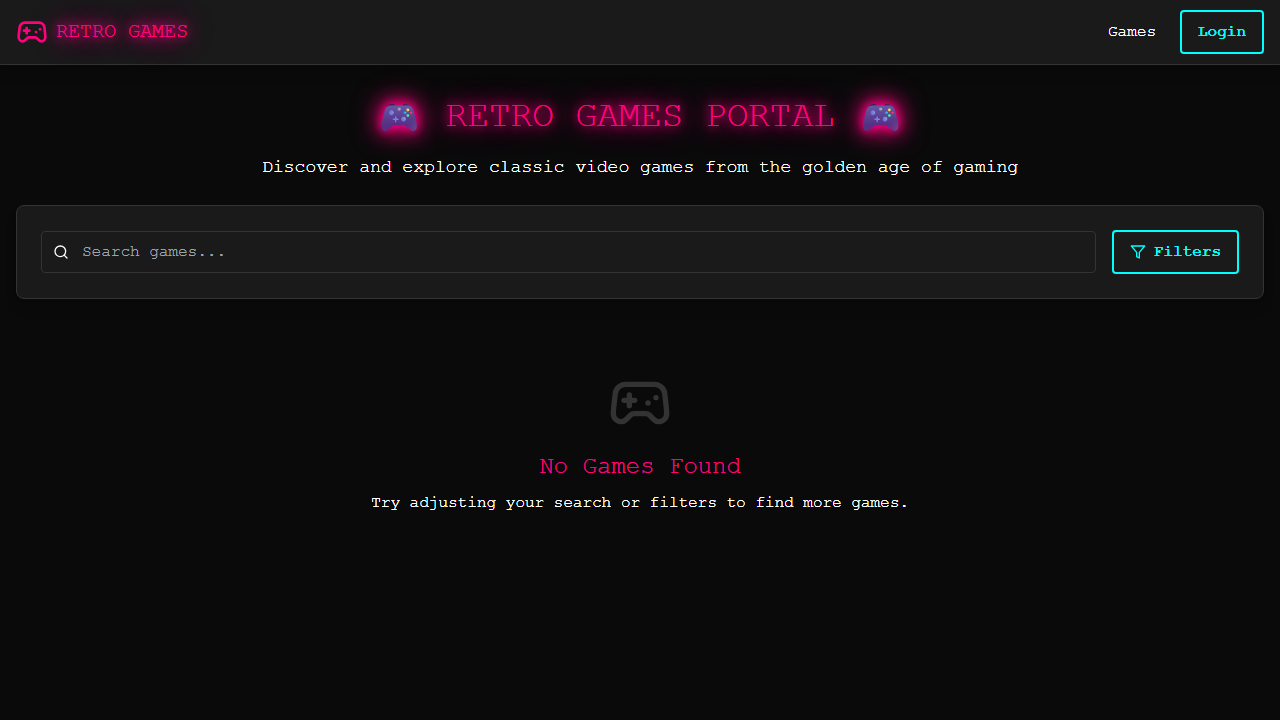 RETRO GAMES
Games
Login
🎮 RETRO GAMES PORTAL 🎮
Discover and explore classic video games from the golden age of gaming
Search games...
Filters
No Games Found
Try adjusting your search or filters to find more games.